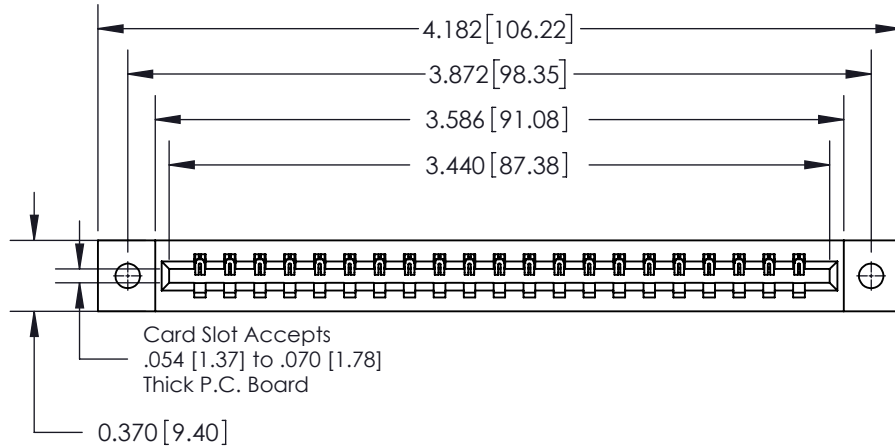 4.182[106.22]
3.872[98.35]
3.586[91.08]
3.440[87.38]
Card Slot Accepts
.054 [1.37] to .070 [1.78]
Thick P.C. Board
0.370[9.40]